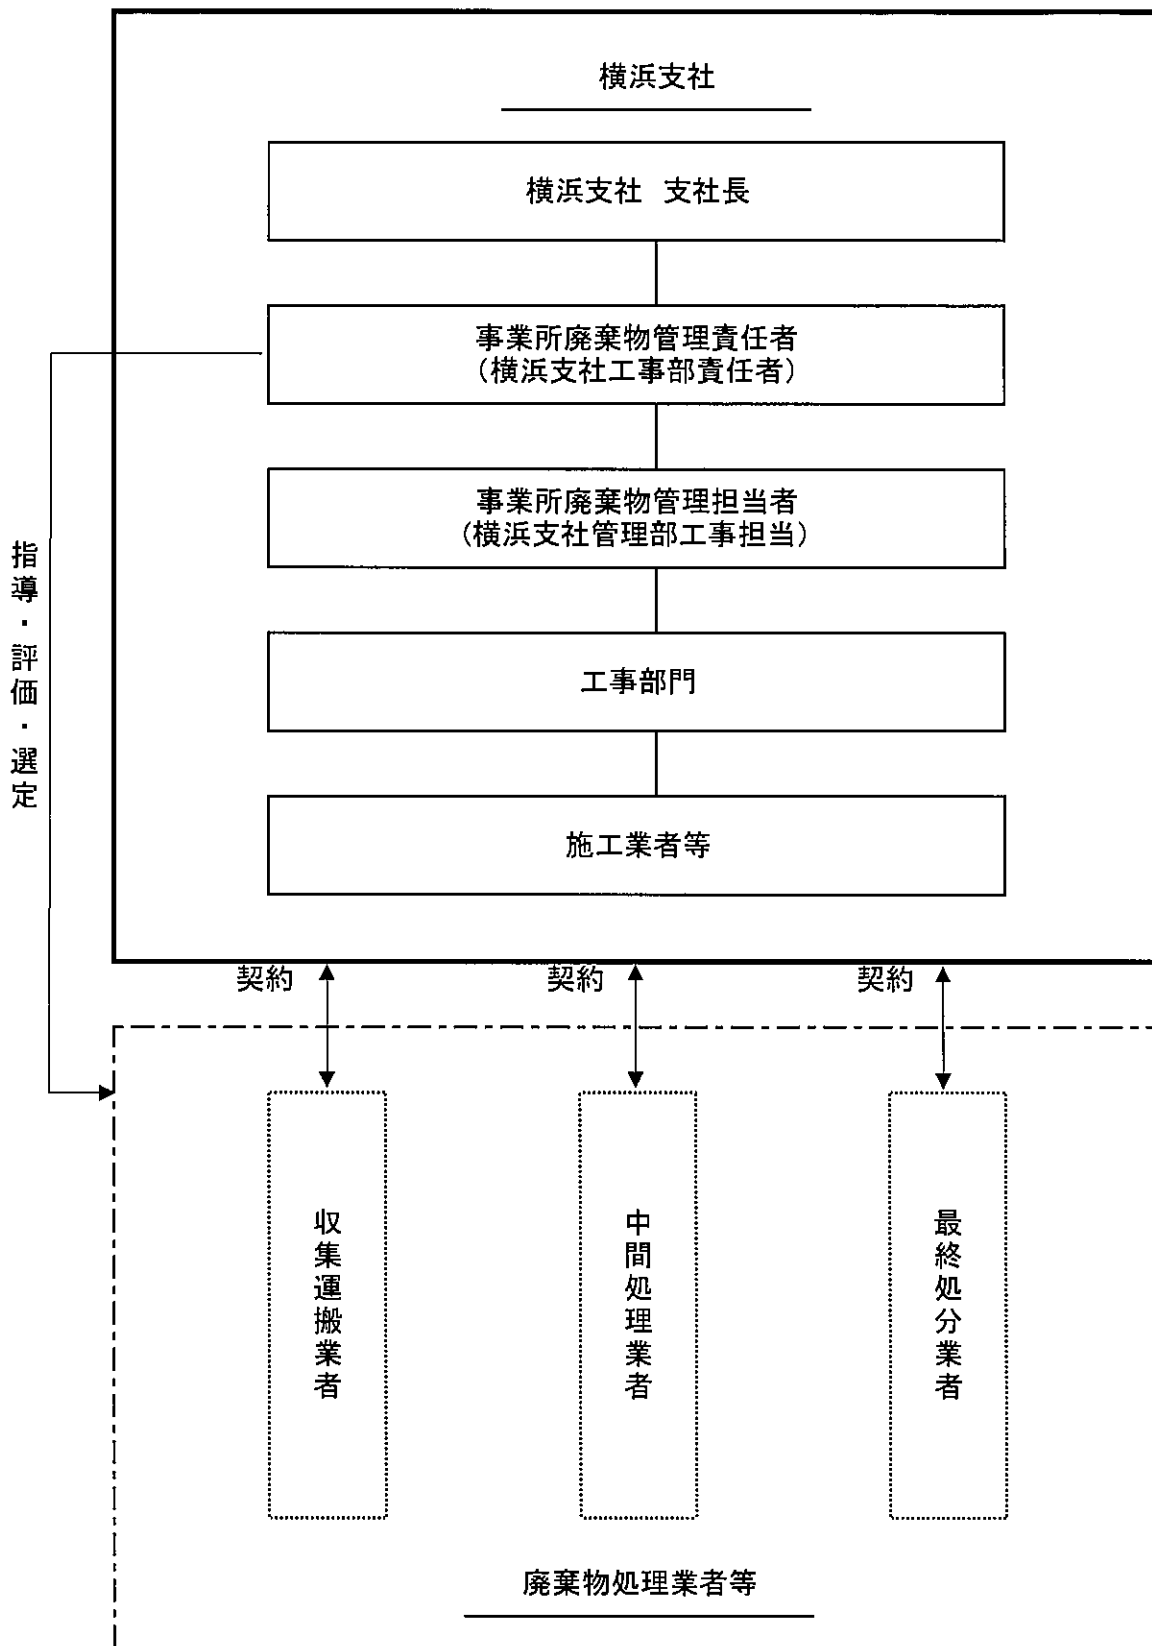 横浜支社
横浜支社 支社長
事業所廃棄物管理責任者
(横浜支社工事部責任者)
事業所廃棄物管理担当者
(横浜支社管理部工事担当)
工事部門
施工業者等
指導・評価・選定
契約
契約
契約
収集運搬業者
中間処理業者
最終処分業者
廃棄物処理業者等